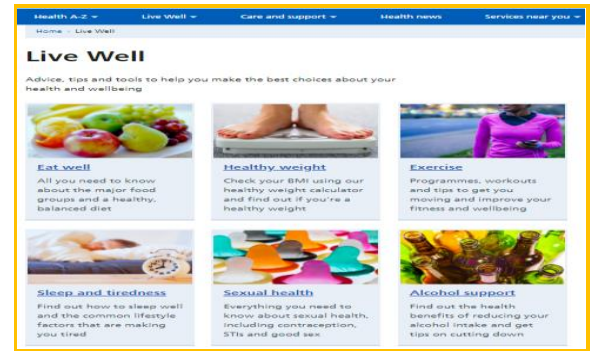 Health A-Z Live Well Care and support Health news Services near you
Home Live Well
Live Well
Advice, tips and tools to help you make the best choices about your
health and wellbeing
Eat well
All you need to know
about the major food
groups and a healthy,
balanced diet
Healthy weight
Check your BMI using our
healthy weight calculator
and find out if you're a
healthy weight
Exercise
Programmes, workouts
and tips to get you
moving and improve your
fitness and wellbeing
Sleep and tiredness
Find out how to sleep well
and the common lifestyle
factors that are making
you tired
Sexual health
Everything you need to
know about sexual health,
including contraception,
STIs and good sex
Alcohol support
Find out the health
benefits of reducing your
alcohol intake and get
tips on cutting down